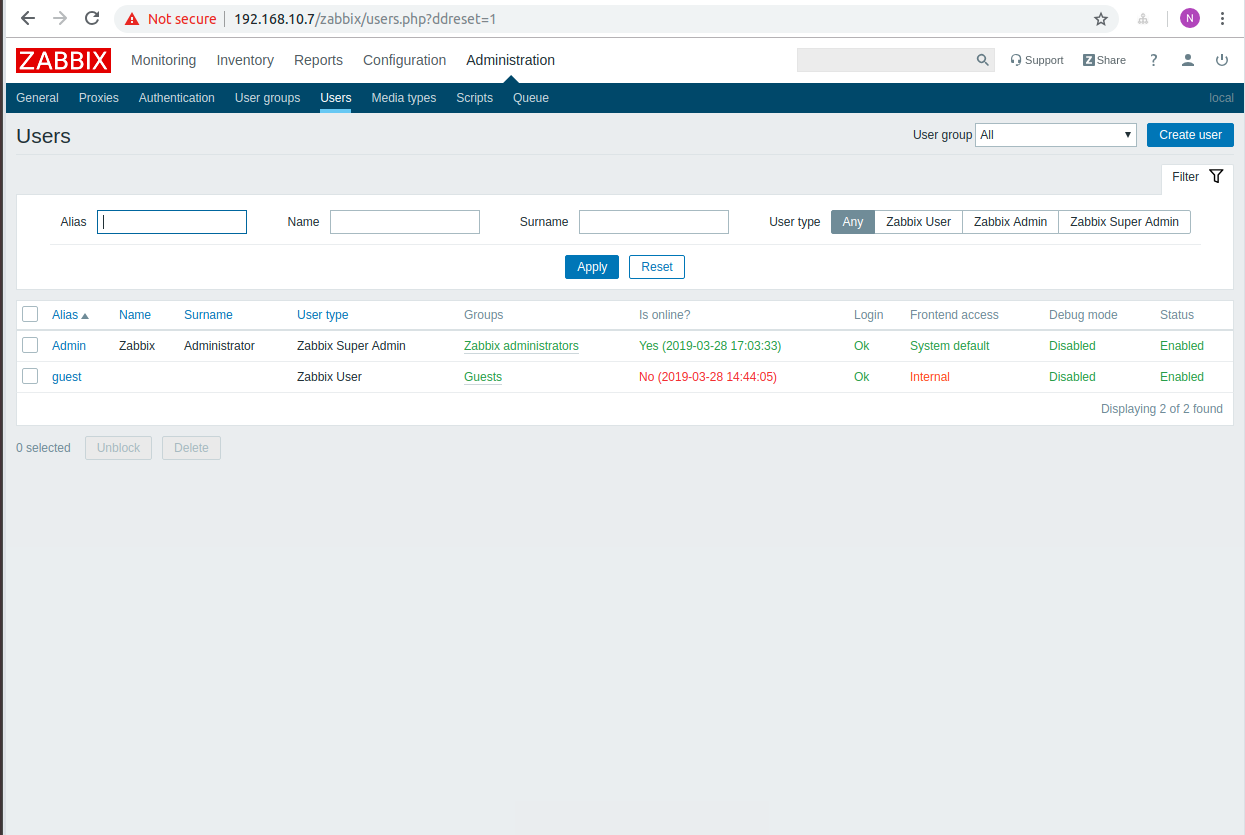 Not secure 192.168.10.7/zabbix/users.php?ddreset=1 N
ZABBIX Monitoring Inventory Reports Configuration Administration Support Z Share ?
General Proxies Authentication User groups Users Media types Scripts Queue local
Users User group All Create user
Filter
Alias Name Surname User type Any Zabbix User Zabbix Admin Zabbix Super Admin
Apply Reset
Alias Name Surname User type Groups Is online? Login Frontend access Debug mode Status
Admin Zabbix Administrator Zabbix Super Admin Zabbix administrators Yes (2019-03-28 17:03:33) Ok System default Disabled Enabled
guest Zabbix User Guests No (2019-03-28 14:44:05) Ok Internal Disabled Enabled
Displaying 2 of 2 found
0 selected Unblock Delete